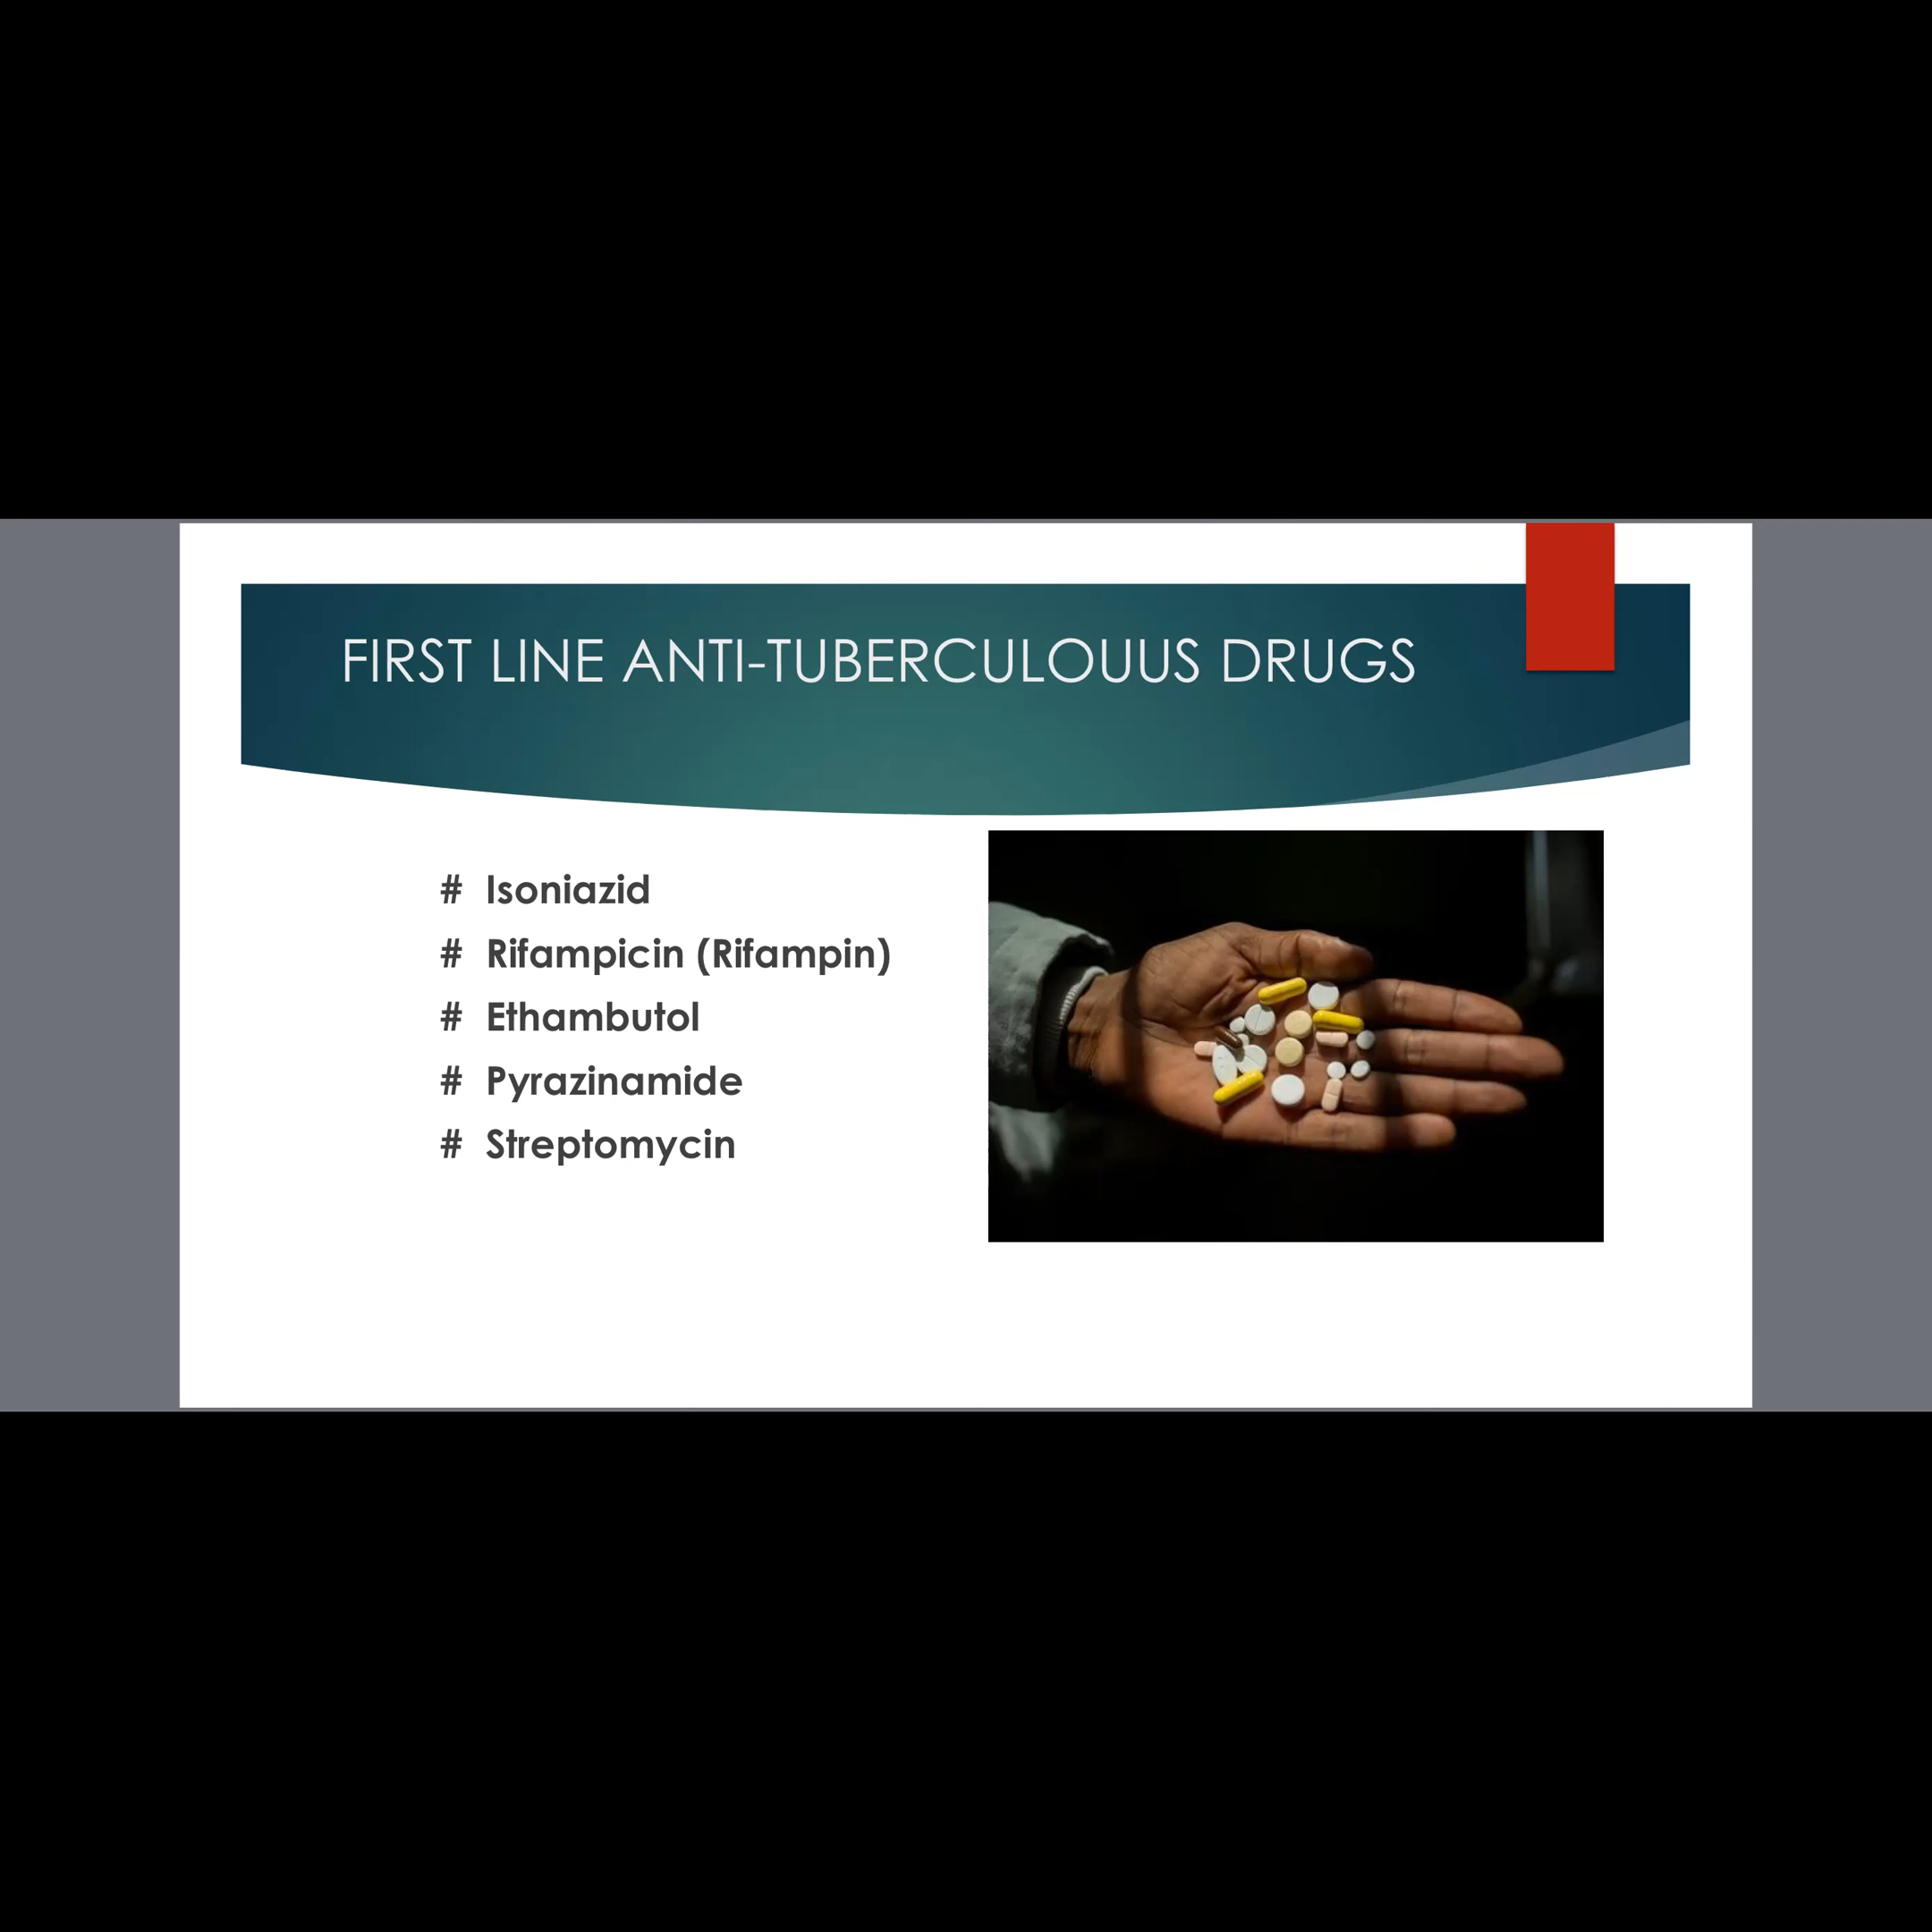 FIRST LINE ANTI-TUBERCULOUUS DRUGS
# Isoniazid
# Rifampicin (Rifampin)
# Ethambutol
# Pyrazinamide
# Streptomycin